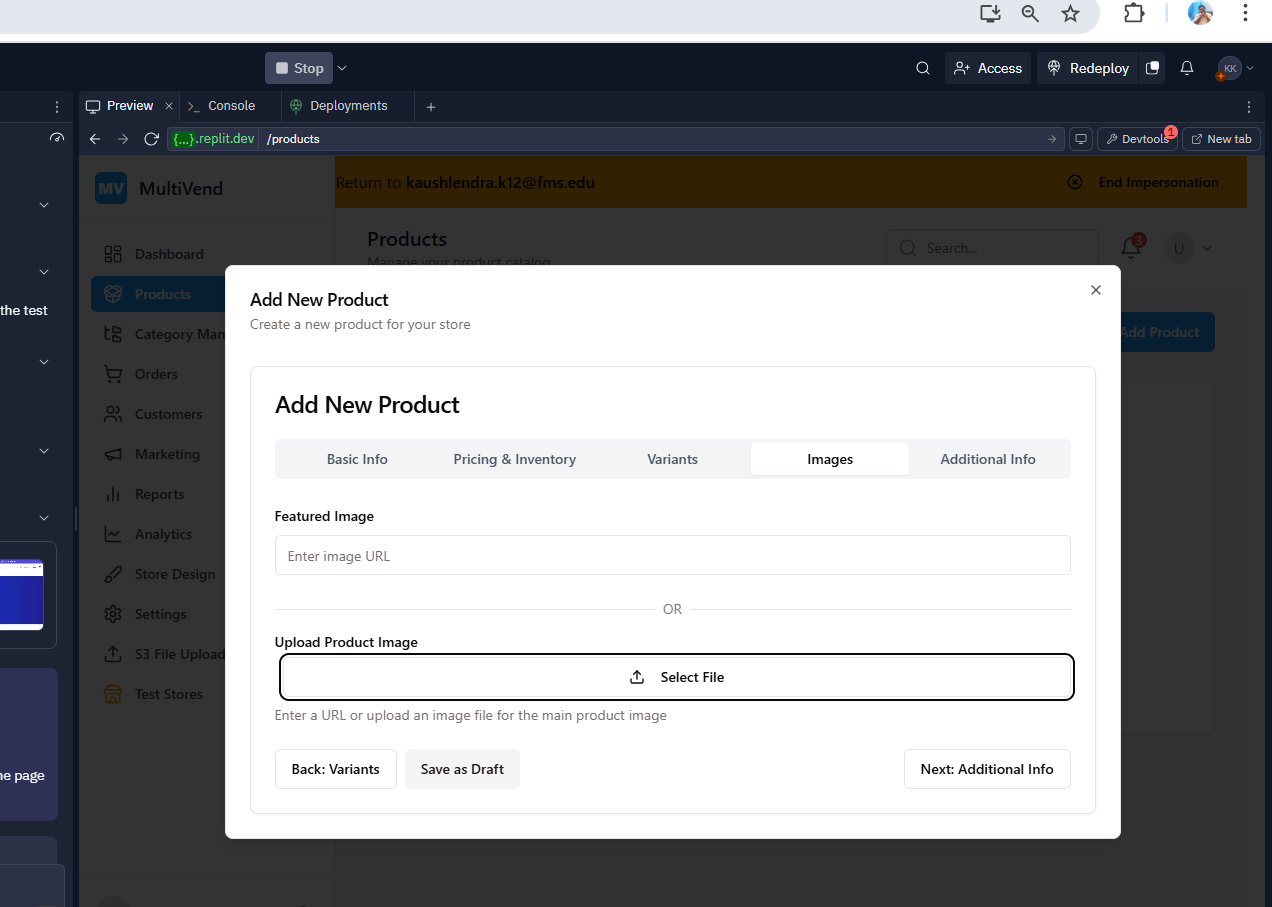 Stop
Access
Redeploy
KK
Preview
Console
Deployments
{...}.replit.dev /products
Devtools
1
New tab
MV MultiVend
Return to kaushlendra.k12@fms.edu
End Impersonation
Products
Manage your product catalog
Search...
3
U
Dashboard
Products
Category Man
Orders
Customers
Marketing
Reports
Analytics
Store Design
Settings
S3 File Upload
Test Stores
the test
he page
Add Product
Add New Product
Create a new product for your store
Add New Product
Basic Info
Pricing & Inventory
Variants
Images
Additional Info
Featured Image
Enter image URL
OR
Upload Product Image
Select File
Enter a URL or upload an image file for the main product image
Back: Variants
Save as Draft
Next: Additional Info